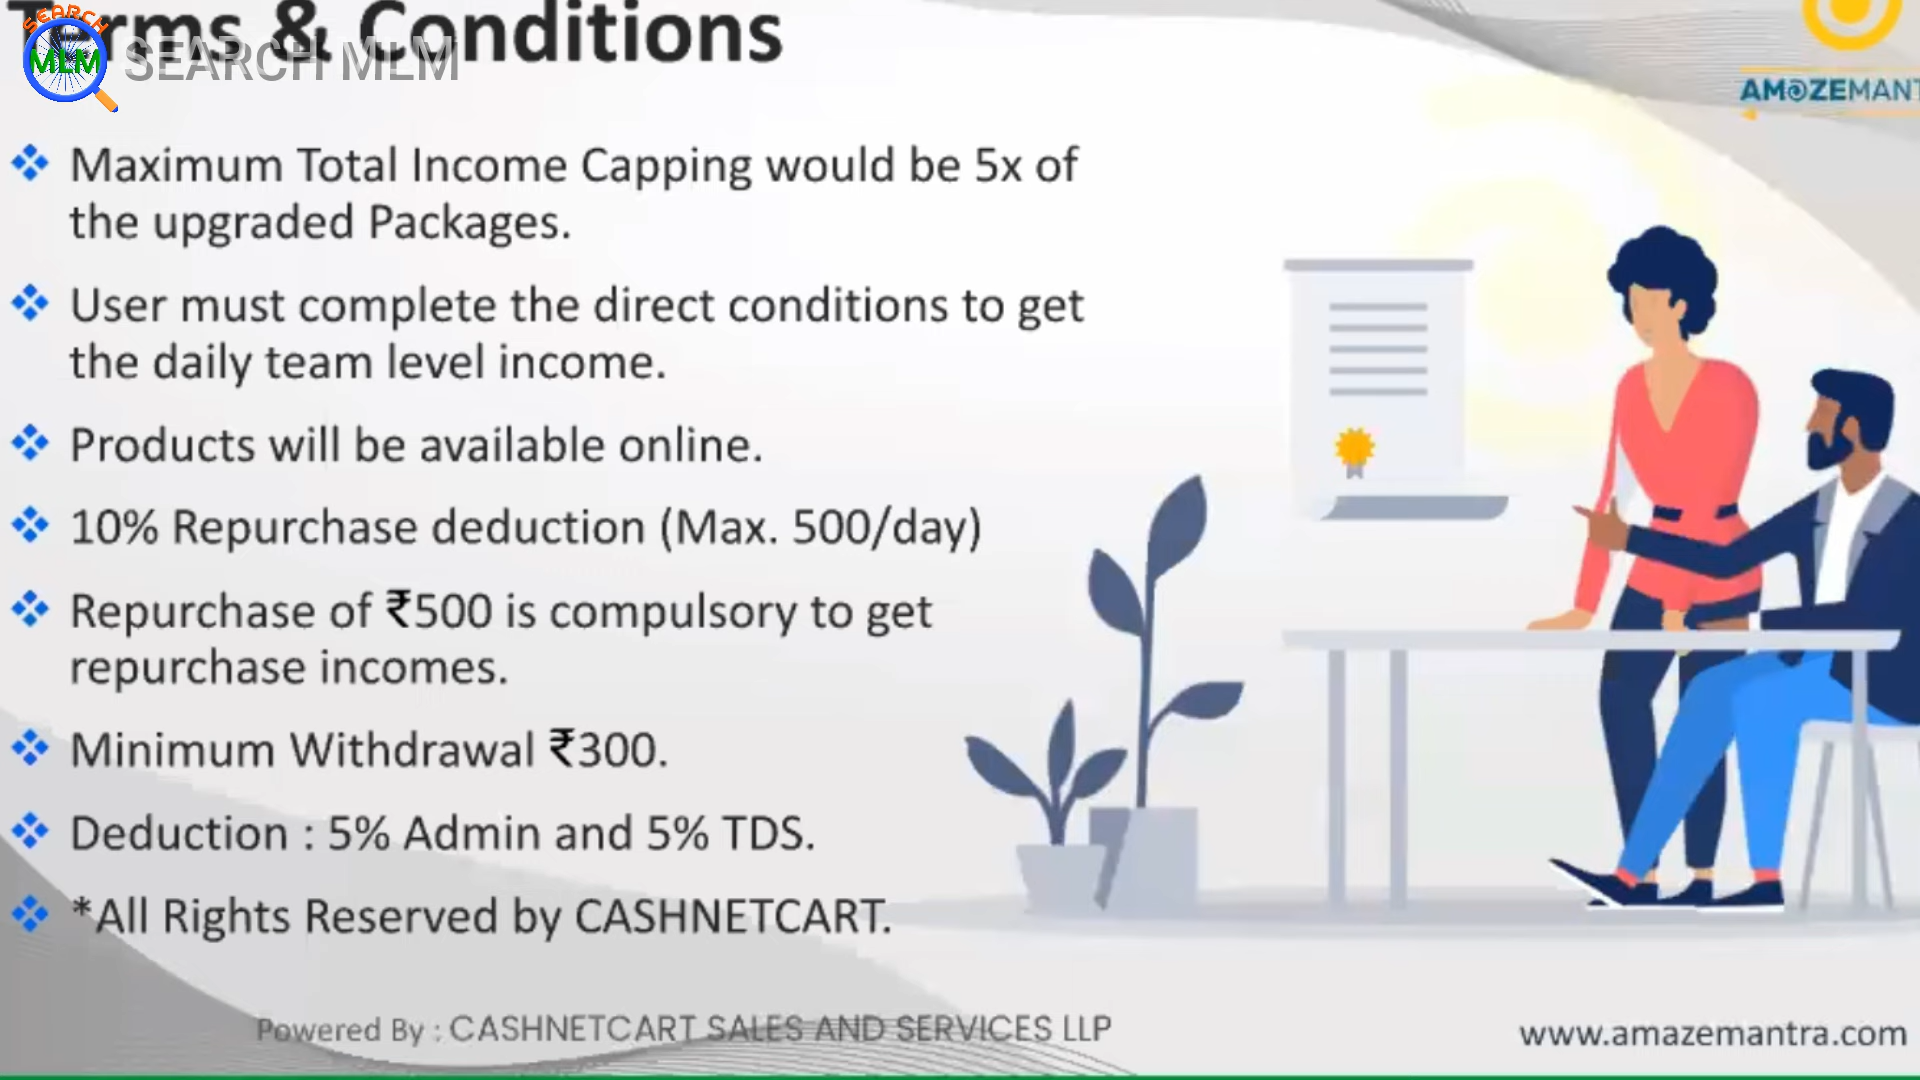 Terms & Conditions
SEARCH
MLM
SEARCH MLM
AMAZEMANT
Maximum Total Income Capping would be 5x of
the upgraded Packages.
User must complete the direct conditions to get
the daily team level income.
Products will be available online.
10% Repurchase deduction (Max. 500/day)
Repurchase of ₹500 is compulsory to get
repurchase incomes.
Minimum Withdrawal ₹300.
Deduction : 5% Admin and 5% TDS.
*All Rights Reserved by CASHNETCART.
Powered By : CASHNETCART SALES AND SERVICES LLP
www.amazemantra.com